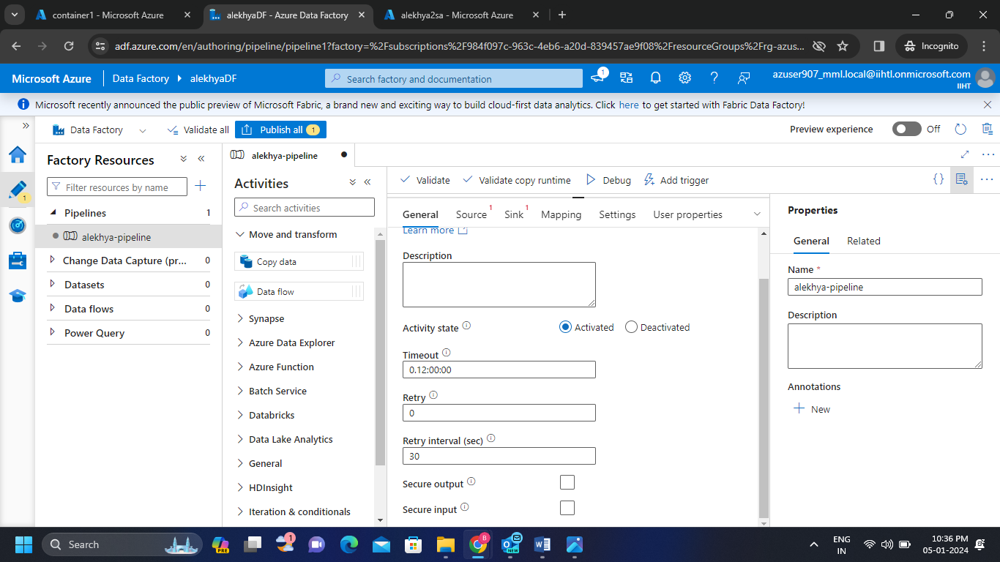 container1 - Microsoft Azure
alekhyaDF - Azure Data Factory
alekhya2sa - Microsoft Azure
adf.azure.com/en/authoring/pipeline/pipeline1?factory=%2Fsubscriptions%2F984f097c-963c-4eb6-a20d-839457ae9f08%2FresourceGroups%2Frg-azus...
Incognito
Microsoft Azure
Data Factory
alekhyaDF
Search factory and documentation
1
azuser907_mml.local@iihtl.onmicrosoft.com
IIHT
Microsoft recently announced the public preview of Microsoft Fabric, a brand new and exciting way to build cloud-first data analytics. Click here to get started with Fabric Data Factory!
Data Factory
Validate all
Publish all 1
Preview experience
Off
1
Factory Resources
Filter resources by name
Pipelines 1
alekhya-pipeline
Change Data Capture (pr... 0
Datasets 0
Data flows 0
Power Query 0
alekhya-pipeline
Activities
Search activities
Move and transform
Copy data
Data flow
Synapse
Azure Data Explorer
Azure Function
Batch Service
Databricks
Data Lake Analytics
General
HDInsight
Iteration & conditionals
Validate
Validate copy runtime
Debug
Add trigger
General
Source 1
Sink 1
Mapping
Settings
User properties
Learn more
Description
Activity state
Activated
Deactivated
Timeout
0.12:00:00
Retry
0
Retry interval (sec)
30
Secure output
Secure input
Properties
General
Related
Name *
alekhya-pipeline
Description
Annotations
New
Search
PRE
1
8
NEW
ENG
IN
10:36 PM
05-01-2024